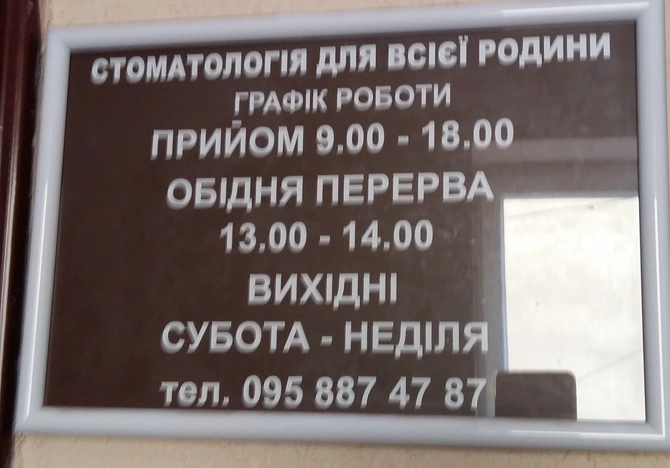 СТОМАТОЛОГІЯ ДЛЯ ВСІЄЇ РОДИНИ
ГРАФІК РОБОТИ
ПРИЙОМ 9.00 - 18.00
ОБІДНЯ ПЕРЕРВА
13.00 - 14.00
ВИХІДНІ
СУБОТА - НЕДІЛЯ
тел. 095 887 47 87